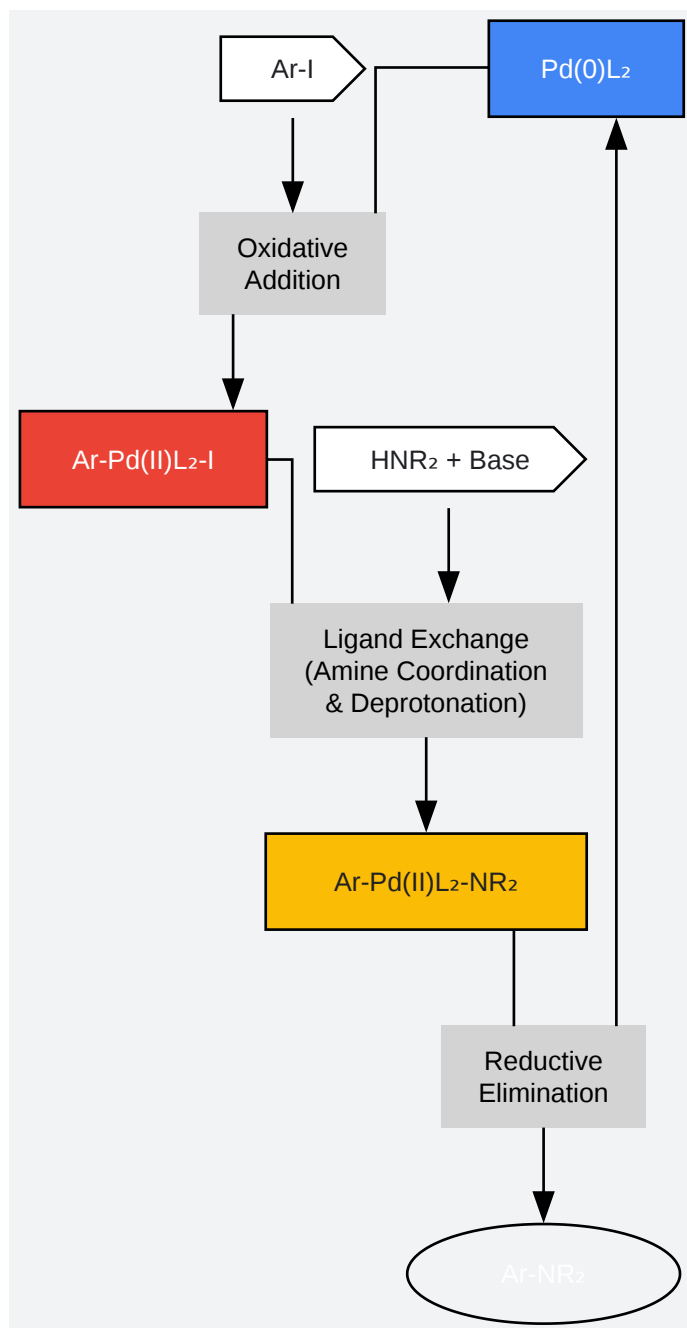 Ar-I
Pd(0)L₂
Oxidative
Addition
Ar-Pd(II)L₂-I
HNR₂ + Base
Ligand Exchange
(Amine Coordination
& Deprotonation)
Ar-Pd(II)L₂-NR₂
Reductive
Elimination
Ar-NR₂